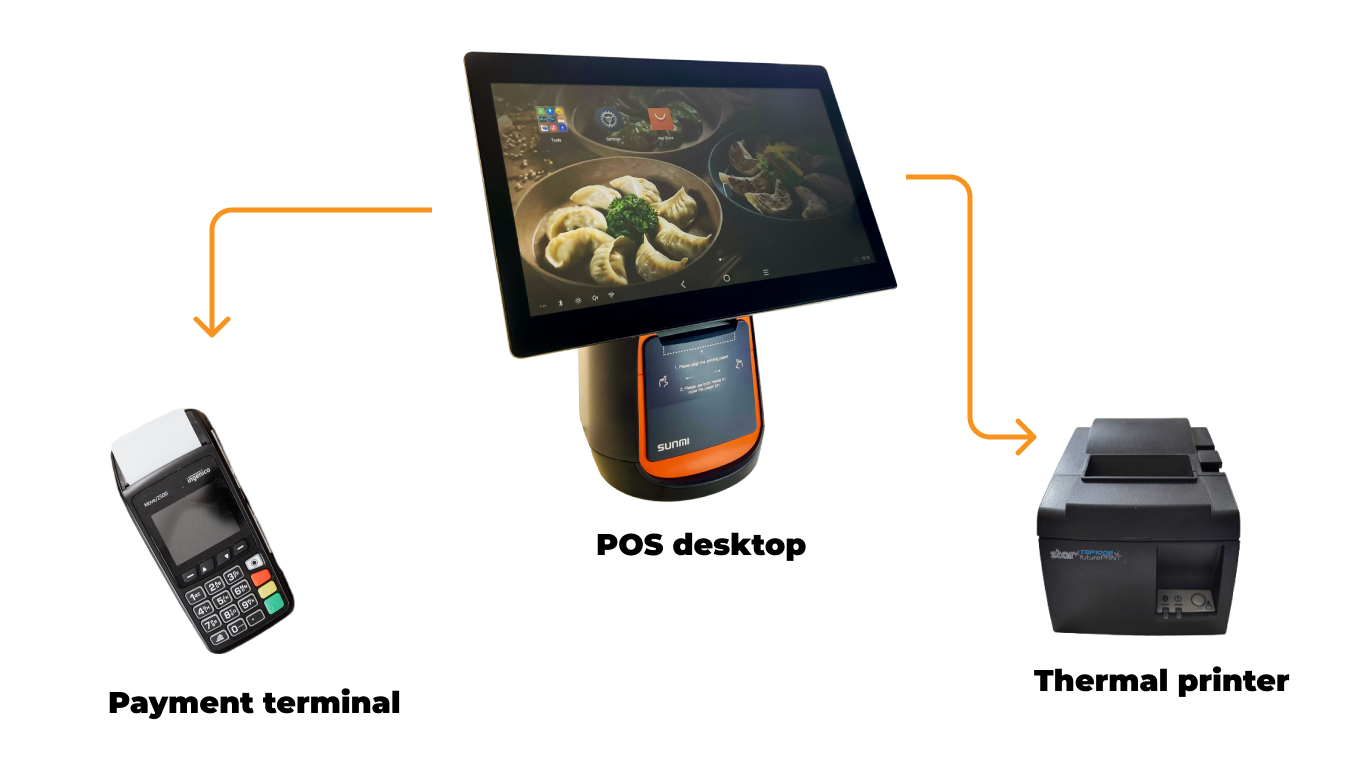 Tools
Settings
App Store
1. Please align the printing paper
2. Please use both hands to
close the paper bin
SUNMI
POS desktop
ingenico
Move/2500
1
2
3
4
5
6
7
8
9
0
Payment terminal
star
TSP100III
futurePRNT
Thermal printer